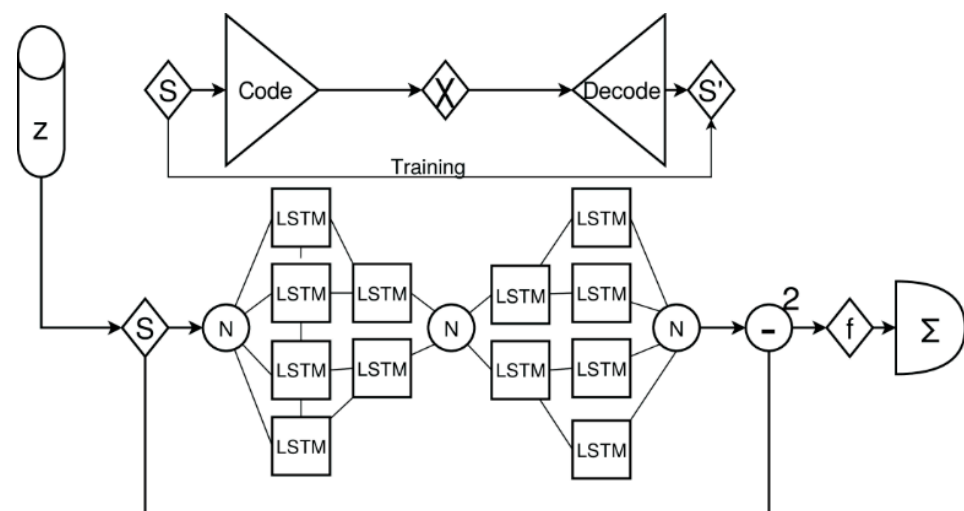 z
S
Code
X
Decode
S'
Training
LSTM
LSTM
LSTM
LSTM
LSTM
LSTM
LSTM
LSTM
LSTM
LSTM
LSTM
LSTM
S
N
N
N
-
2
f
Σ